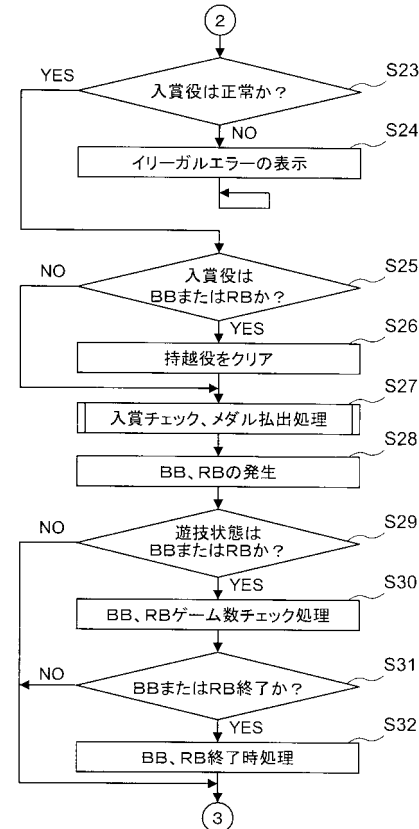 2
S23
YES
入賞役は正常か？
NO
S24
イリーガルエラーの表示
S25
NO
入賞役は
BBまたはRBか？
YES
S26
持越役をクリア
S27
入賞チェック、メダル払出処理
S28
BB、RBの発生
S29
NO
遊技状態は
BBまたはRBか？
YES
S30
BB、RBゲーム数チェック処理
S31
NO
BBまたはRB終了か？
YES
S32
BB、RB終了時処理
3